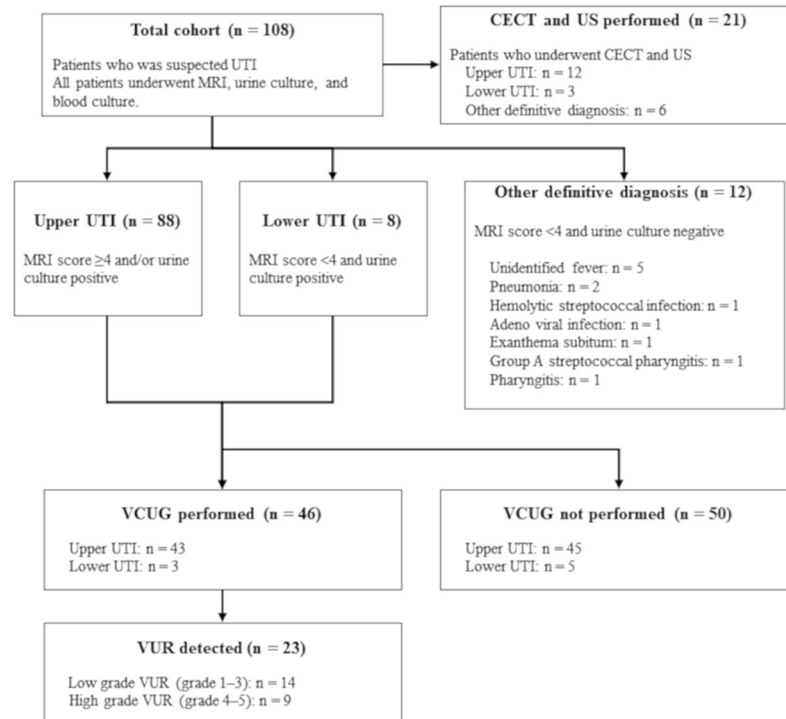 Total cohort (n = 108)
Patients who was suspected UTI
All patients underwent MRI, urine culture, and
blood culture.
CECT and US performed (n = 21)
Patients who underwent CECT and US
Upper UTI: n = 12
Lower UTI: n = 3
Other definitive diagnosis: n = 6
Upper UTI (n = 88)
MRI score ≥4 and/or urine
culture positive
Lower UTI (n = 8)
MRI score <4 and urine
culture positive
Other definitive diagnosis (n = 12)
MRI score <4 and urine culture negative
Unidentified fever: n = 5
Pneumonia: n = 2
Hemolytic streptococcal infection: n = 1
Adeno viral infection: n = 1
Exanthema subitum: n = 1
Group A streptococcal pharyngitis: n = 1
Pharyngitis: n = 1
VCUG performed (n = 46)
Upper UTI: n = 43
Lower UTI: n = 3
VCUG not performed (n = 50)
Upper UTI: n = 45
Lower UTI: n = 5
VUR detected (n = 23)
Low grade VUR (grade 1–3): n = 14
High grade VUR (grade 4–5): n = 9